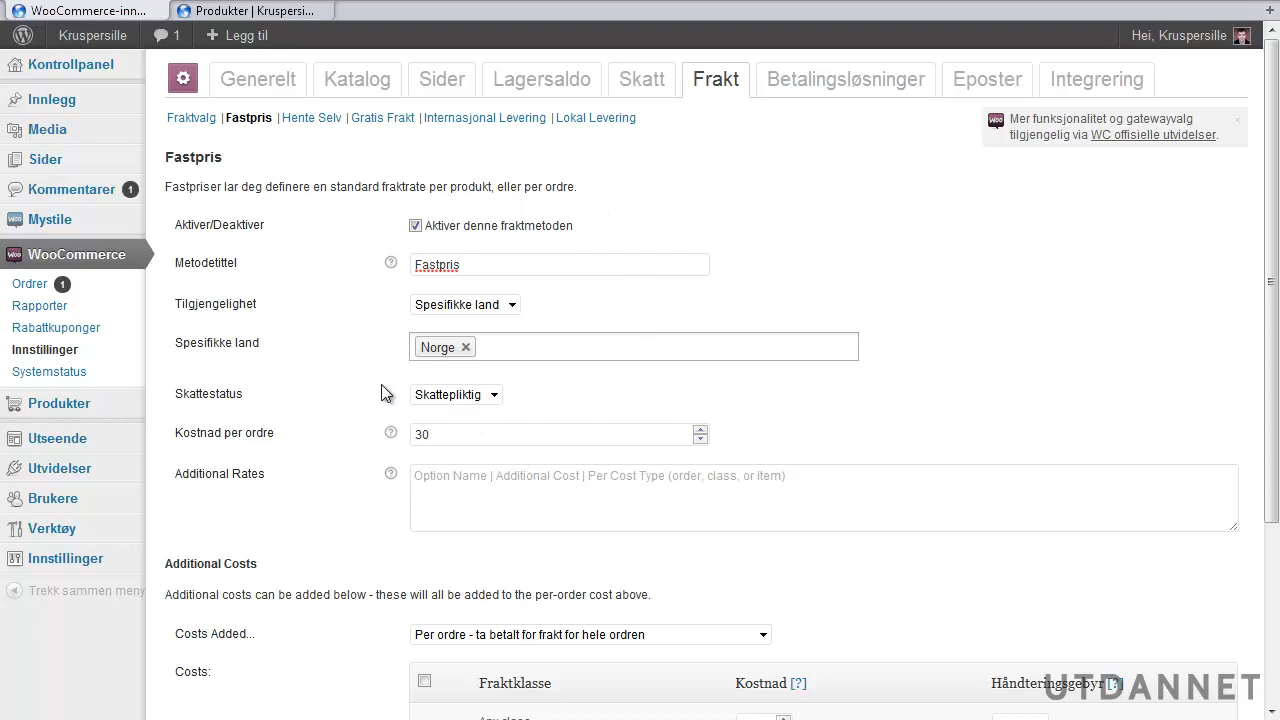 WooCommerce-inn...
Produkter | Kruspersi...
Kruspersille
1
+ Legg til
Hei, Kruspersille
Kontrollpanel
Innlegg
Media
Sider
Kommentarer 1
Mystile
WooCommerce
Ordrer 1
Rapporter
Rabattkuponger
Innstillinger
Systemstatus
Produkter
Utseende
Utvidelser
Brukere
Verktøy
Innstillinger
Trekk sammen meny
Generelt
Katalog
Sider
Lagersaldo
Skatt
Frakt
Betalingsløsninger
Eposter
Integrering
Fraktvalg | Fastpris | Hente Selv | Gratis Frakt | Internasjonal Levering | Lokal Levering
Mer funksjonalitet og gatewayvalg
tilgjengelig via WC offisielle utvidelser.
Fastpris
Fastpriser lar deg definere en standard fraktrate per produkt, eller per ordre.
Aktiver/Deaktiver
Aktiver denne fraktmetoden
Metodetittel
Fastpris
Tilgjengelighet
Spesifikke land
Spesifikke land
Norge ×
Skattestatus
Skattepliktig
Kostnad per ordre
30
Additional Rates
Option Name | Additional Cost | Per Cost Type (order, class, or item)
Additional Costs
Additional costs can be added below - these will all be added to the per-order cost above.
Costs Added...
Per ordre - ta betalt for frakt for hele ordren
Costs:
Fraktklasse
Kostnad [?]
Håndteringsgebyr [?]
UTDANNET
Any class